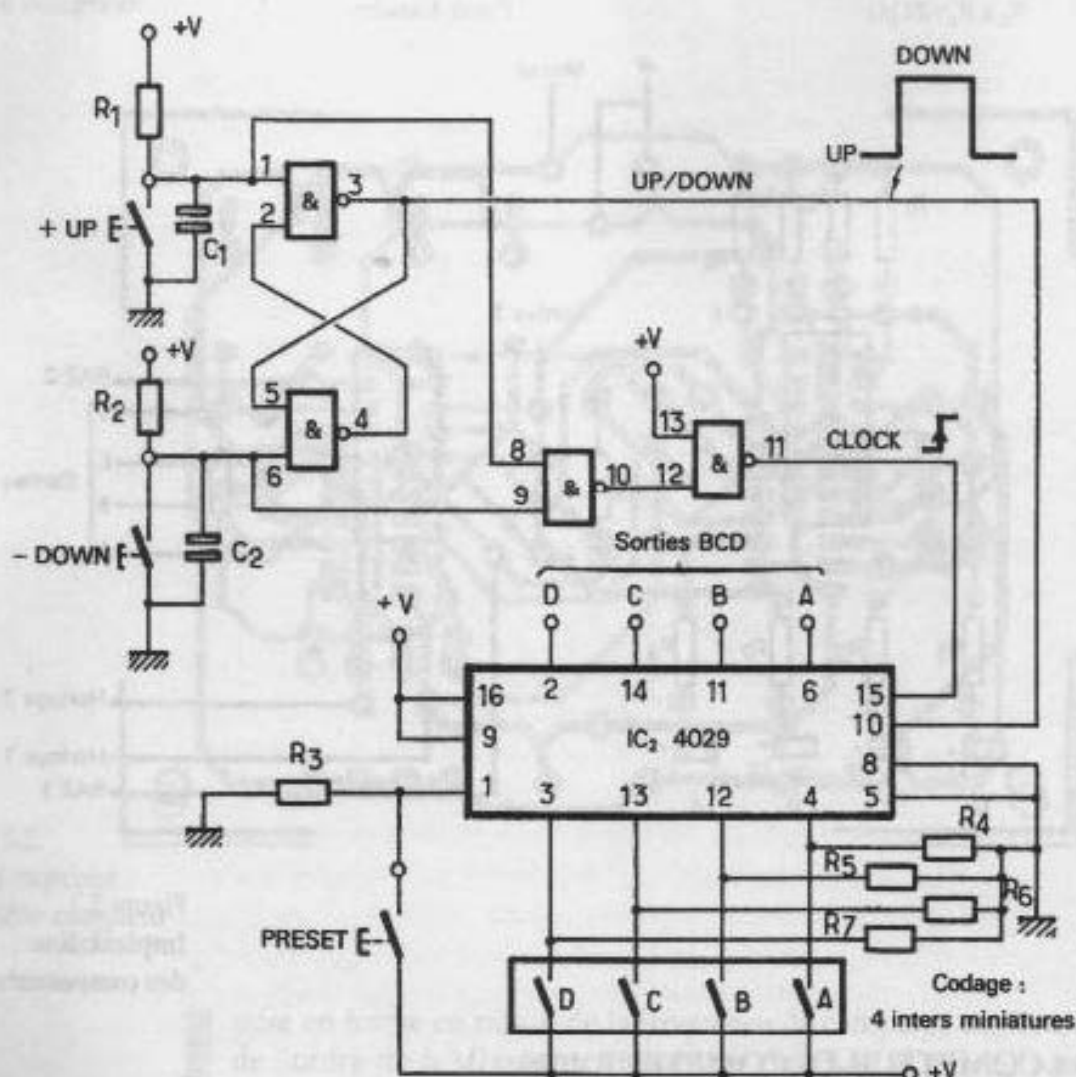 +V
DOWN
R1
UP
1
3
&
UP/DOWN
2
+ UP
C1
+V
+V
R2
5
4
13
&
8
&
11
CLOCK
6
10
12
9
&
Sorties BCD
- DOWN
C2
D C B A
+ V
16 2 14 11 6 15
10
9
IC2 4029
R3
8
1 3 13 12 4 5
R4
R5
R6
PRESET
R7
D C B A
Codage :
4 inters miniatures
+V